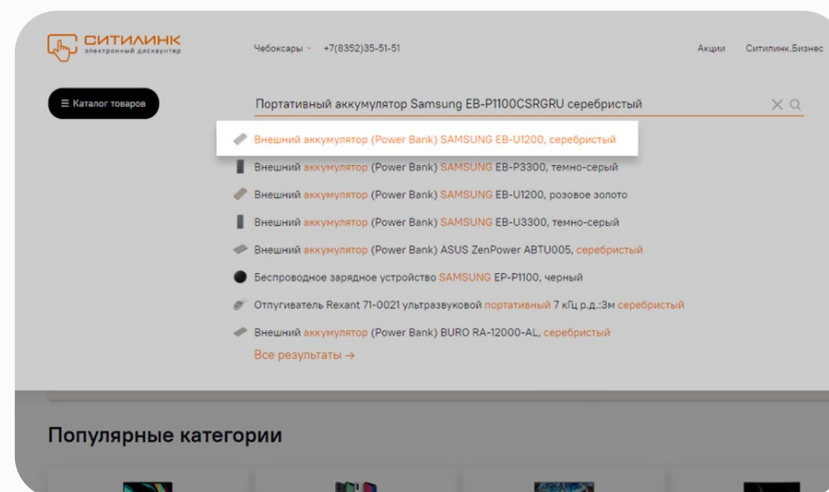 СИТИЛИНК
электронный дискаунтер
Чебоксары
+7(8352)35-51-51
Акции
Ситилинк.Бизнес
Каталог товаров
Портативный аккумулятор Samsung EB-P1100CSRGRU серебристый
Внешний аккумулятор (Power Bank) SAMSUNG EB-U1200, серебристый
Внешний аккумулятор (Power Bank) SAMSUNG EB-P3300, темно-серый
Внешний аккумулятор (Power Bank) SAMSUNG EB-U1200, розовое золото
Внешний аккумулятор (Power Bank) SAMSUNG EB-U3300, темно-серый
Внешний аккумулятор (Power Bank) ASUS ZenPower ABTU005, серебристый
Беспроводное зарядное устройство SAMSUNG EP-P1100, черный
Отпугиватель Rexant 71-0021 ультразвуковой портативный 7 кГц р.д.:3м серебристый
Внешний аккумулятор (Power Bank) BURO RA-12000-AL, серебристый
Все результаты →
Популярные категории